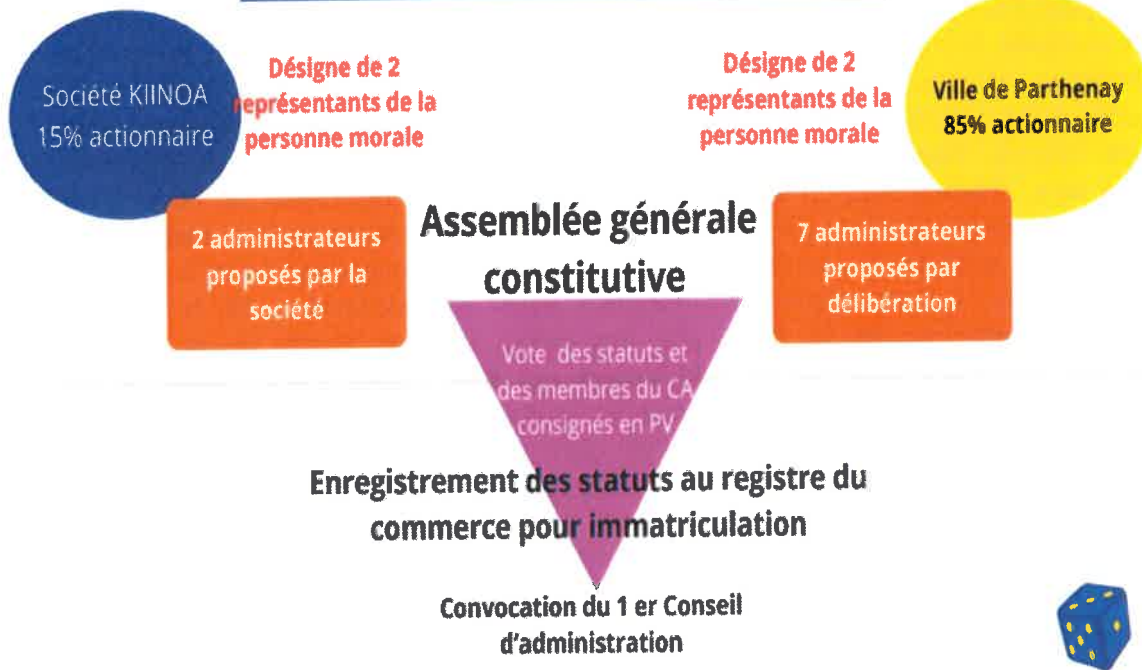 Société KIINOA
15% actionnaire
Désigne de 2
représentants de la
personne morale
Désigne de 2
représentants de la
personne morale
Ville de Parthenay
85% actionnaire
2 administrateurs
proposés par la
société
Assemblée générale
constitutive
7 administrateurs
proposés par
délibération
Vote des statuts et
des membres du CA
consignés en PV
Enregistrement des statuts au registre du
commerce pour immatriculation
Convocation du 1 er Conseil
d'administration